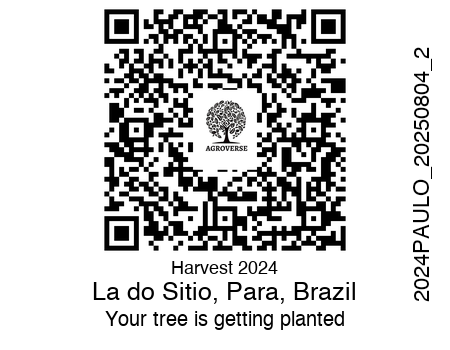 AGROVERSE
Harvest 2024
La do Sitio, Para, Brazil
Your tree is getting planted
2024PAULO_20250804_2